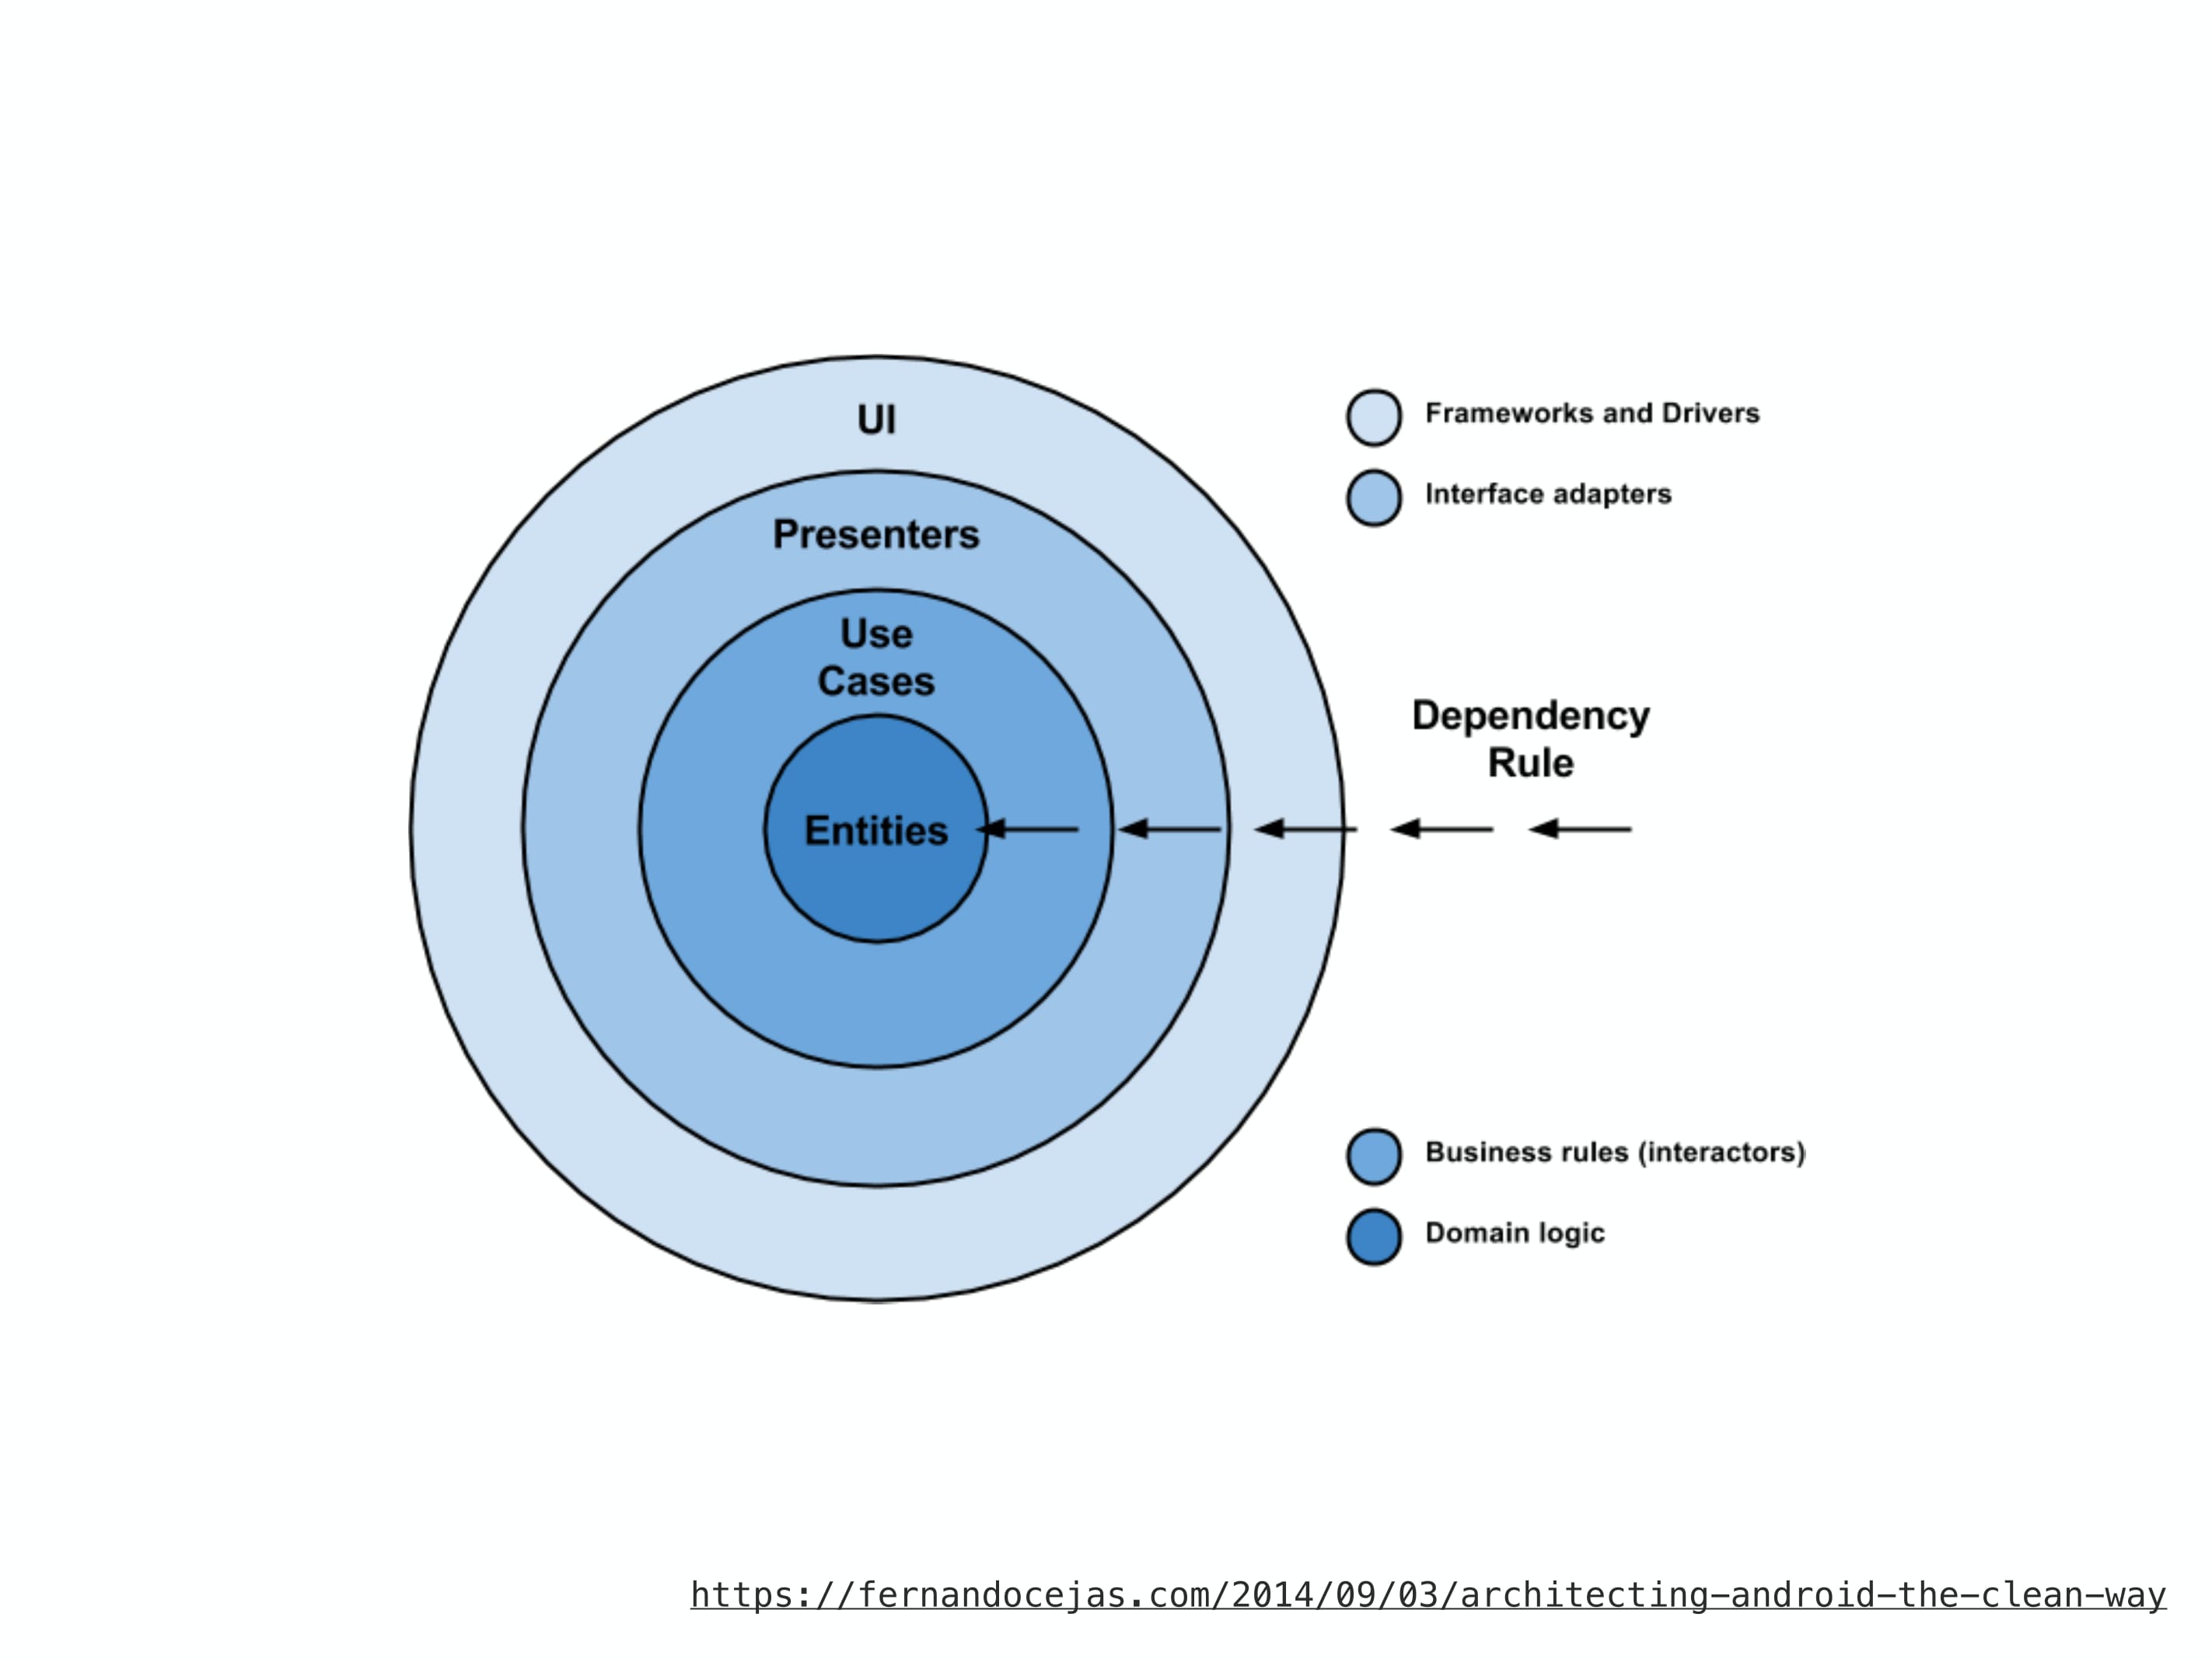 UI
Presenters
Use
Cases
Entities
Frameworks and Drivers
Interface adapters
Dependency
Rule
Business rules (interactors)
Domain logic
https://fernandocejas.com/2014/09/03/architecting-android-the-clean-way